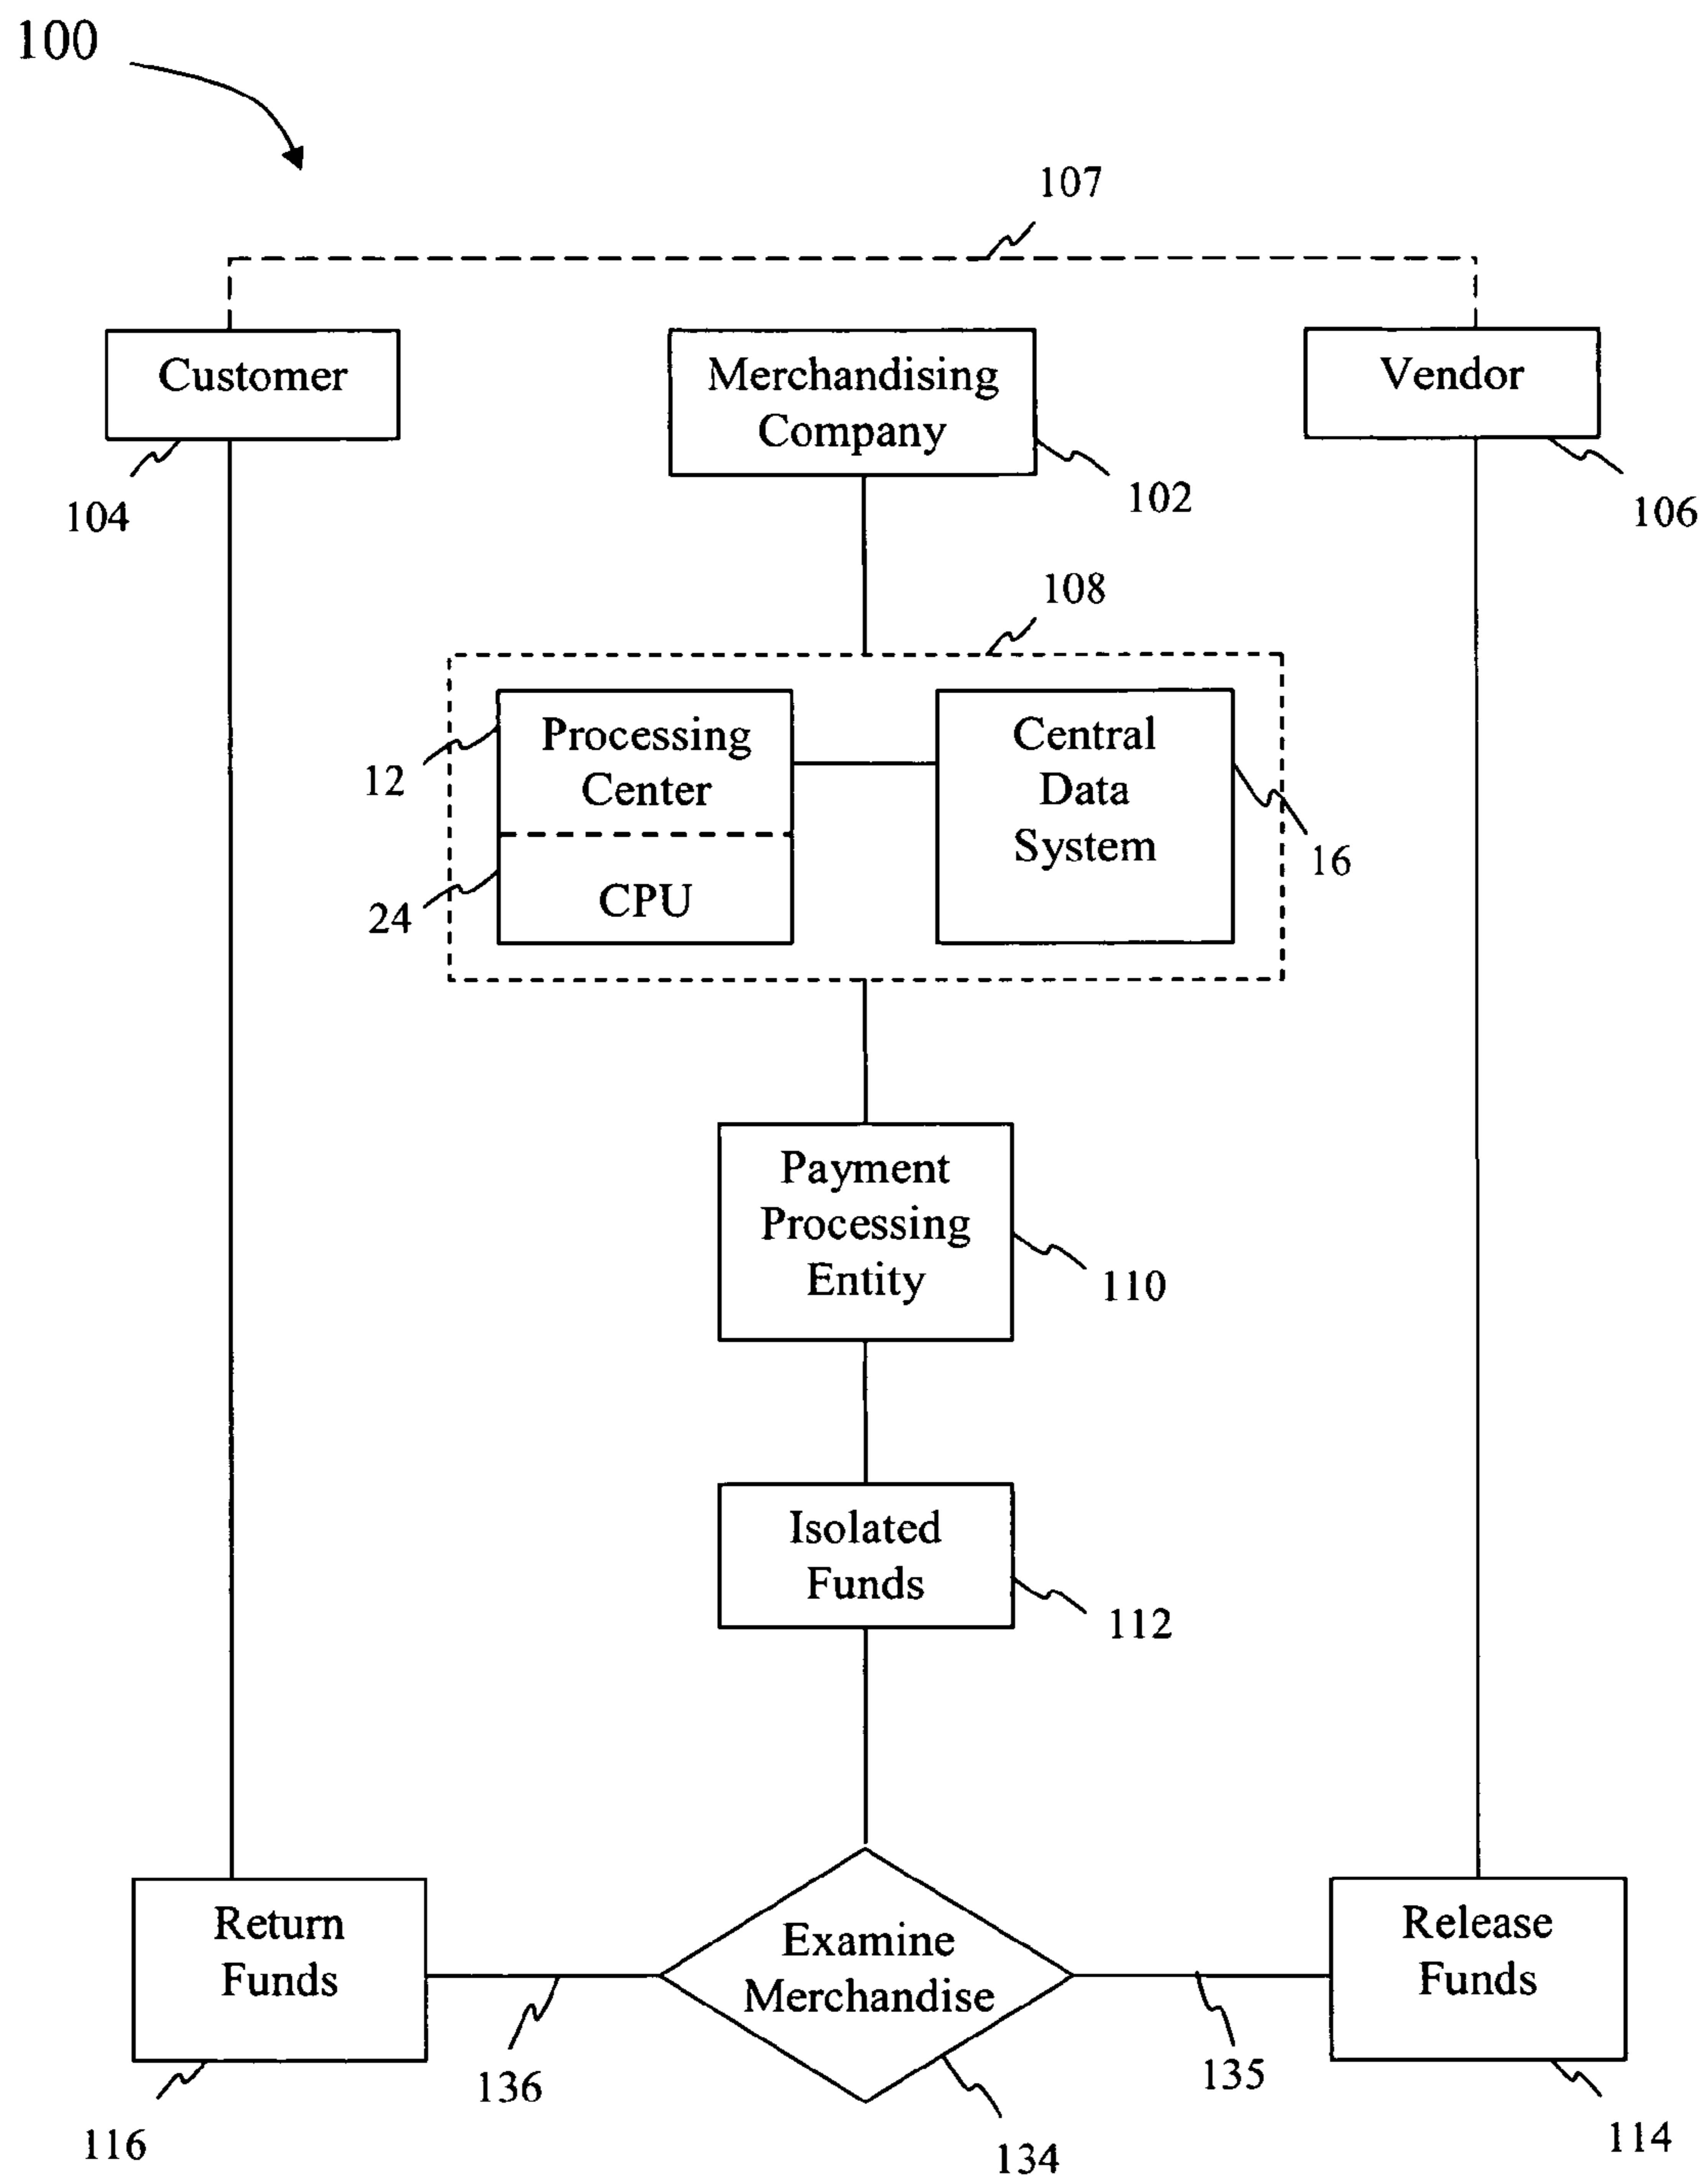 100
107
Customer
Merchandising
Company
Vendor
104
102
106
108
Processing
Center
12
CPU
24
Central
Data
System
16
Payment
Processing
Entity
110
Isolated
Funds
112
Return
Funds
Examine
Merchandise
Release
Funds
136
135
116
134
114